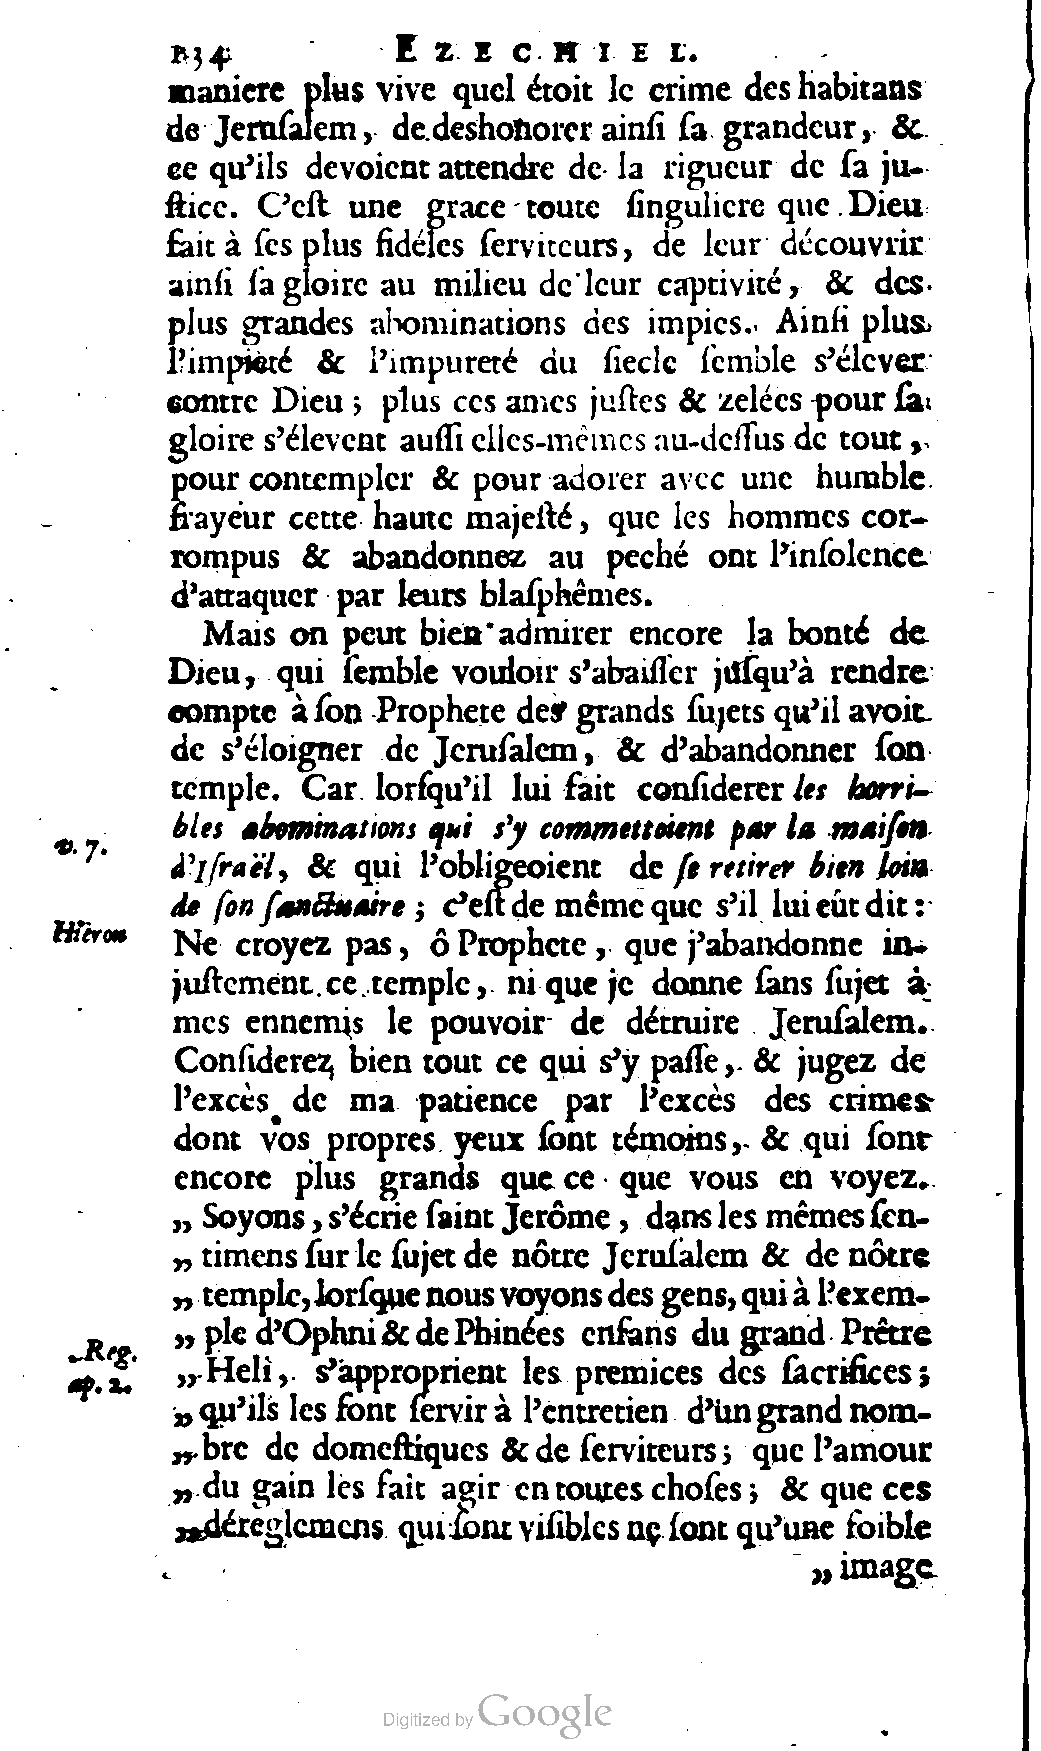 134 EZECHIEL.
maniere plus vive quel étoit le crime des habitans
de Jeruſalem, de deshonorer ainſi ſa grandeur, &
ce qu'ils devoient attendre de la rigueur de ſa ju-
ſtice. C'eſt une grace toute ſinguliere que Dieu
fait à ſes plus fidéles ſerviteurs, de leur découvrir
ainſi ſa gloire au milieu de leur captivité, & des
plus grandes abominations des impies. Ainſi plus
l'impieté & l'impureté du ſiecle ſemble s'élever
contre Dieu; plus ces ames juſtes & zelées pour ſa
gloire s'élevent auſſi elles-mêmes au-deſſus de tout,
pour contempler & pour adorer avec une humble
frayeur cette haute majeſté, que les hommes cor-
rompus & abandonnez au peché ont l'inſolence
d'attaquer par leurs blaſphêmes.
Mais on peut bien admirer encore la bonté de
Dieu, qui ſemble vouloir s'abaiſſer juſqu'à rendre
compte à ſon Prophete des grands ſujets qu'il avoit
de s'éloigner de Jeruſalem, & d'abandonner ſon
temple. Car lorſqu'il lui fait conſiderer les horri-
bles abominations qui s'y commettoient par la maiſon
v. 7.
d'Iſraël, & qui l'obligeoient de ſe retirer bien loin
de ſon ſanctuaire; c'eſt de même que s'il lui eût dit:
Hieron
Ne croyez pas, ô Prophete, que j'abandonne in-
juſtement ce temple, ni que je donne ſans ſujet à
mes ennemis le pouvoir de détruire Jeruſalem.
Conſiderez bien tout ce qui s'y paſſe, & jugez de
l'excès de ma patience par l'excès des crimes
dont vos propres yeux ſont témoins, & qui ſont
encore plus grands que ce que vous en voyez.
„ Soyons, s'écrie ſaint Jerôme, dans les mêmes ſen-
„ timens ſur le ſujet de nôtre Jeruſalem & de nôtre
„ temple, lorſque nous voyons des gens, qui à l'exem-
„ ple d'Ophni & de Phinées enfans du grand Prêtre
Reg.
„ Heli, s'approprient les premices des ſacrifices;
ap. 2.
„ qu'ils les font ſervir à l'entretien d'un grand nom-
„ bre de domeſtiques & de ſerviteurs; que l'amour
„ du gain les fait agir en toutes choſes; & que ces
„ déreglemens qui ſont viſibles ne ſont qu'une foible
„ image
Digitized by Google